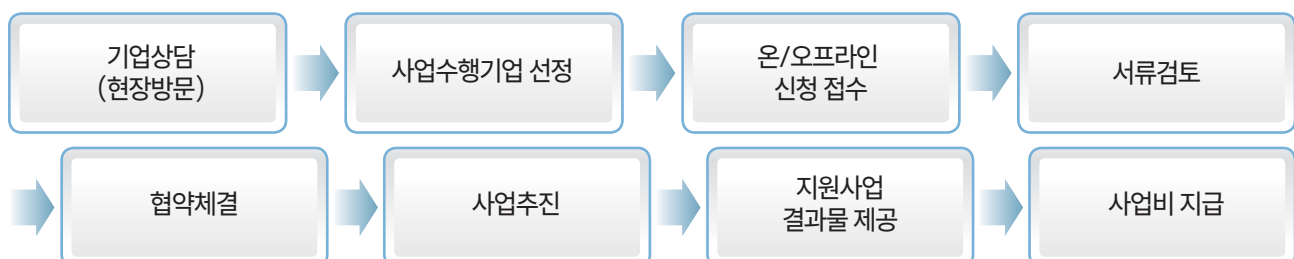 기업상담
(현장방문)
사업수행기업 선정
온/오프라인
신청 접수
서류검토
협약체결
사업추진
지원사업
결과물 제공
사업비 지급